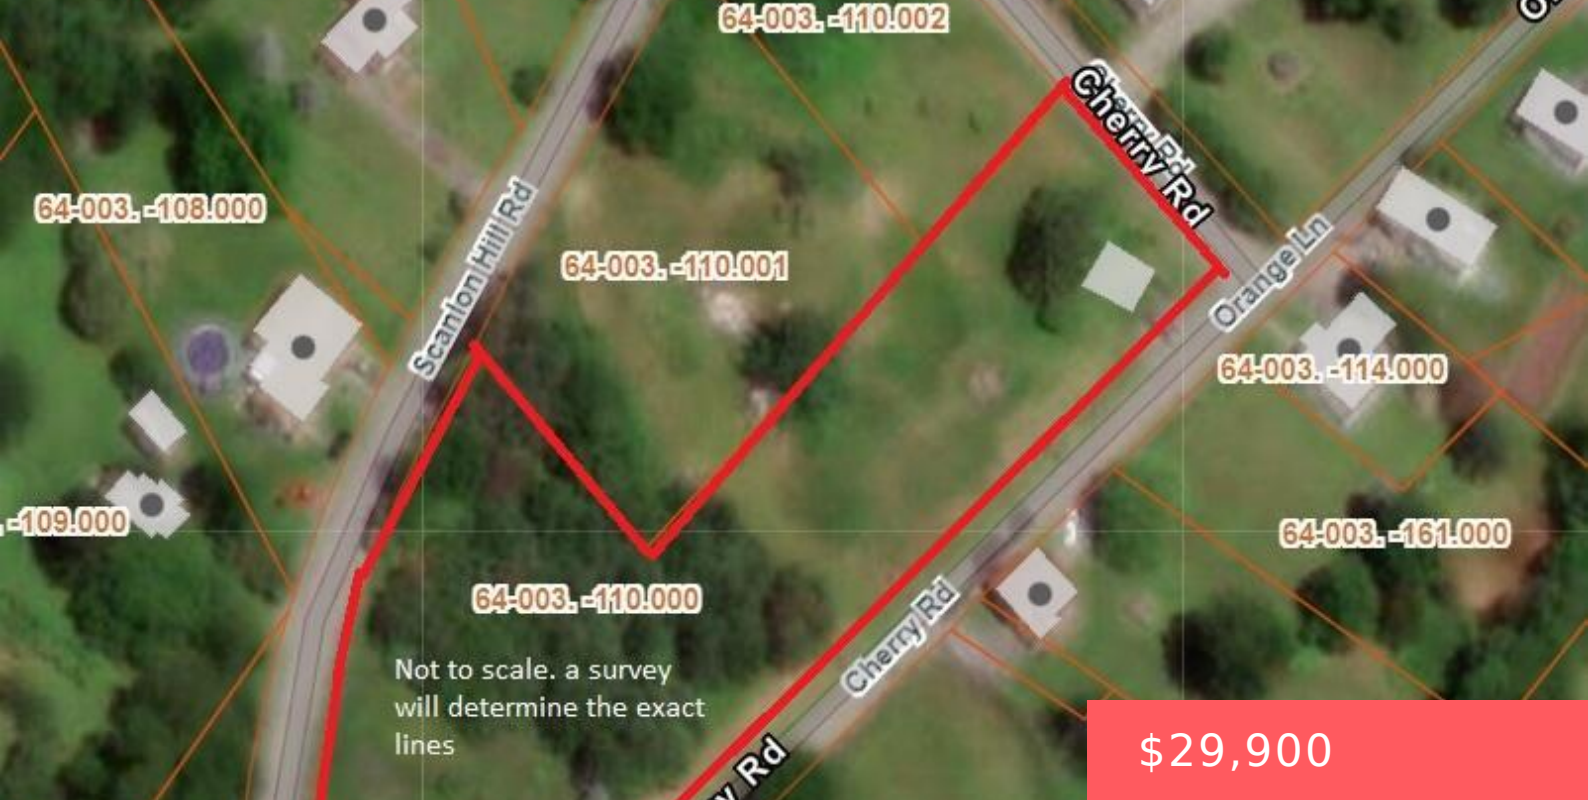 64-003. -110.002
Cherry Rd
Cherry Rd
64-003. -108.000
Scanlon Hill Rd
64-003. -110.001
Orange Ln
64-003. -114.000
. -109.000
64-003. -161.000
64-003. -110.000
Cherry Rd
Not to scale. a survey
will determine the exact
lines
y Rd
$29,900